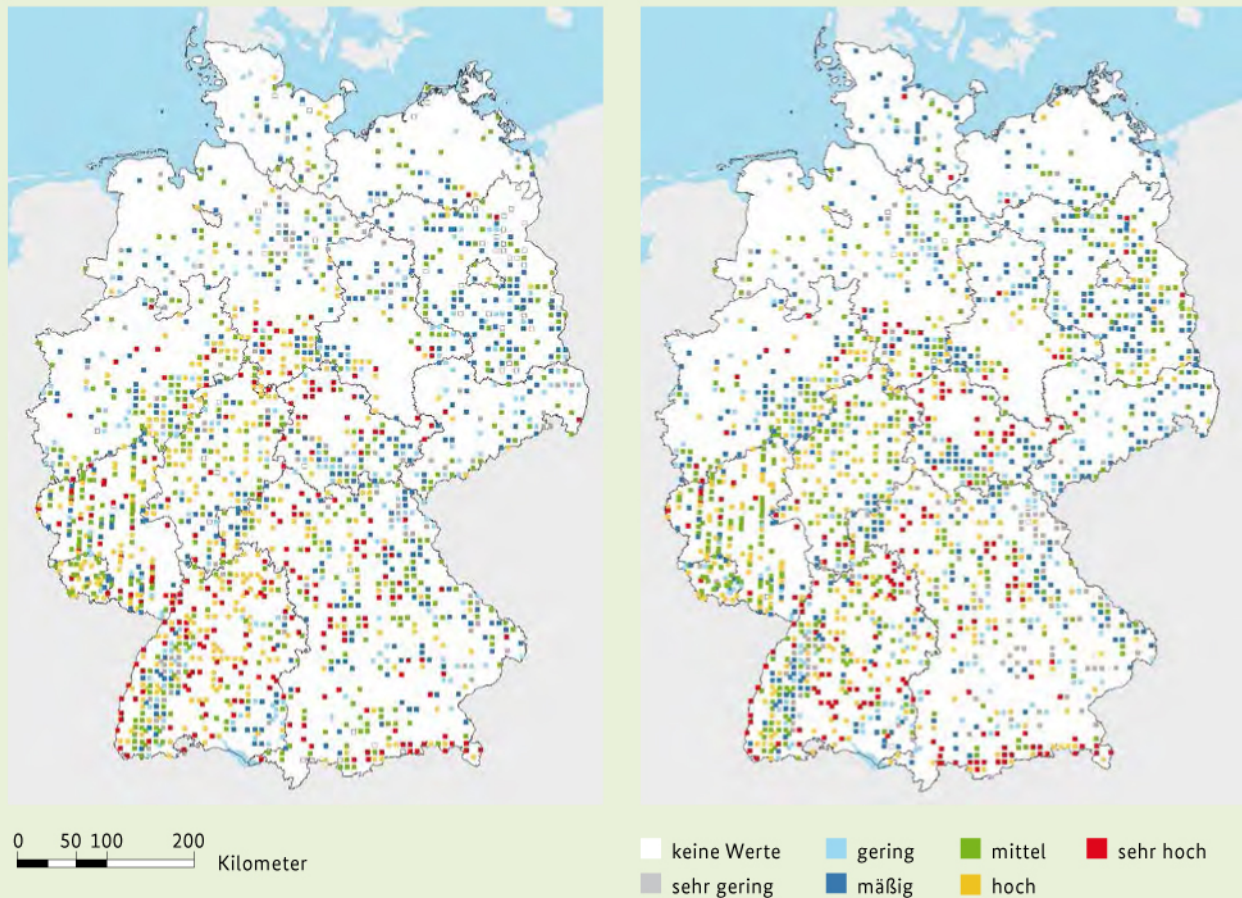 0 50 100 200
Kilometer
keine Werte gering mittel sehr hoch
sehr gering mäßig hoch